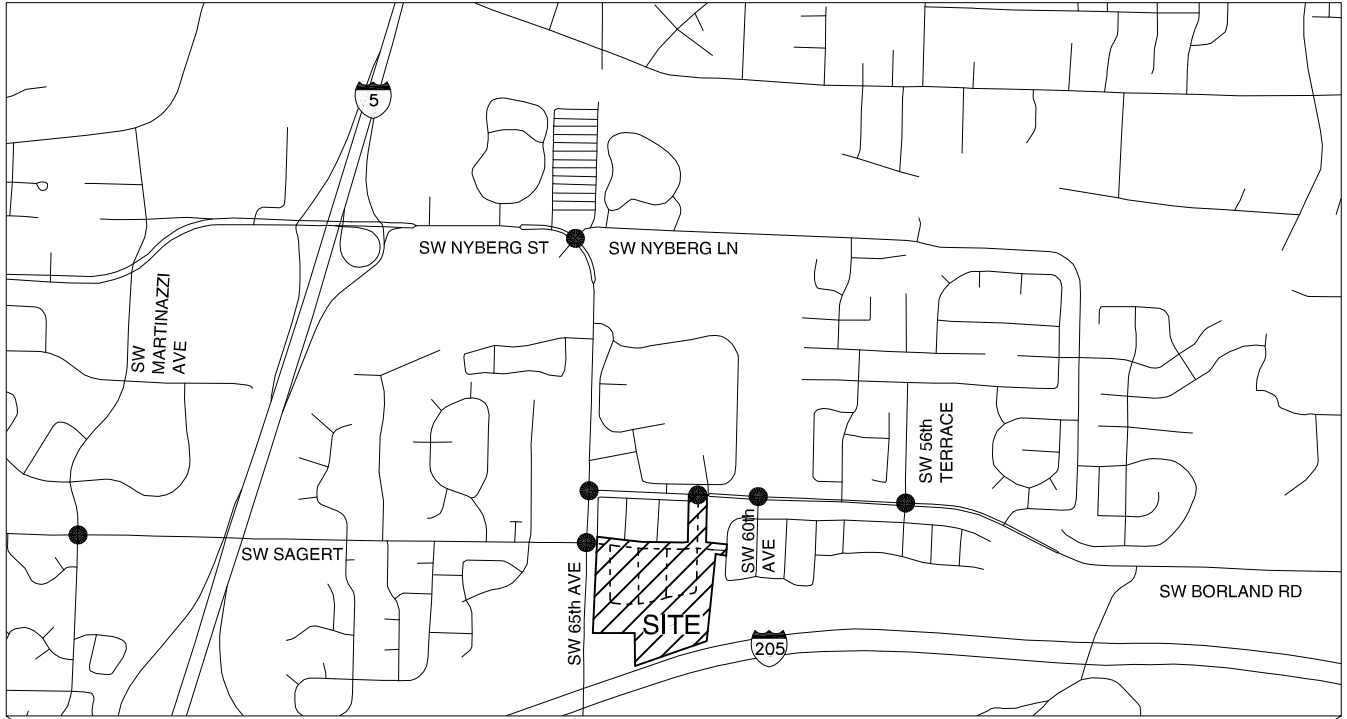 5
SW NYBERG ST
SW NYBERG LN
SW
MARTINAZZI
AVE
SW 56th
TERRACE
SW 60th
AVE
SW SAGERT
SW 65th AVE
SITE
205
SW BORLAND RD